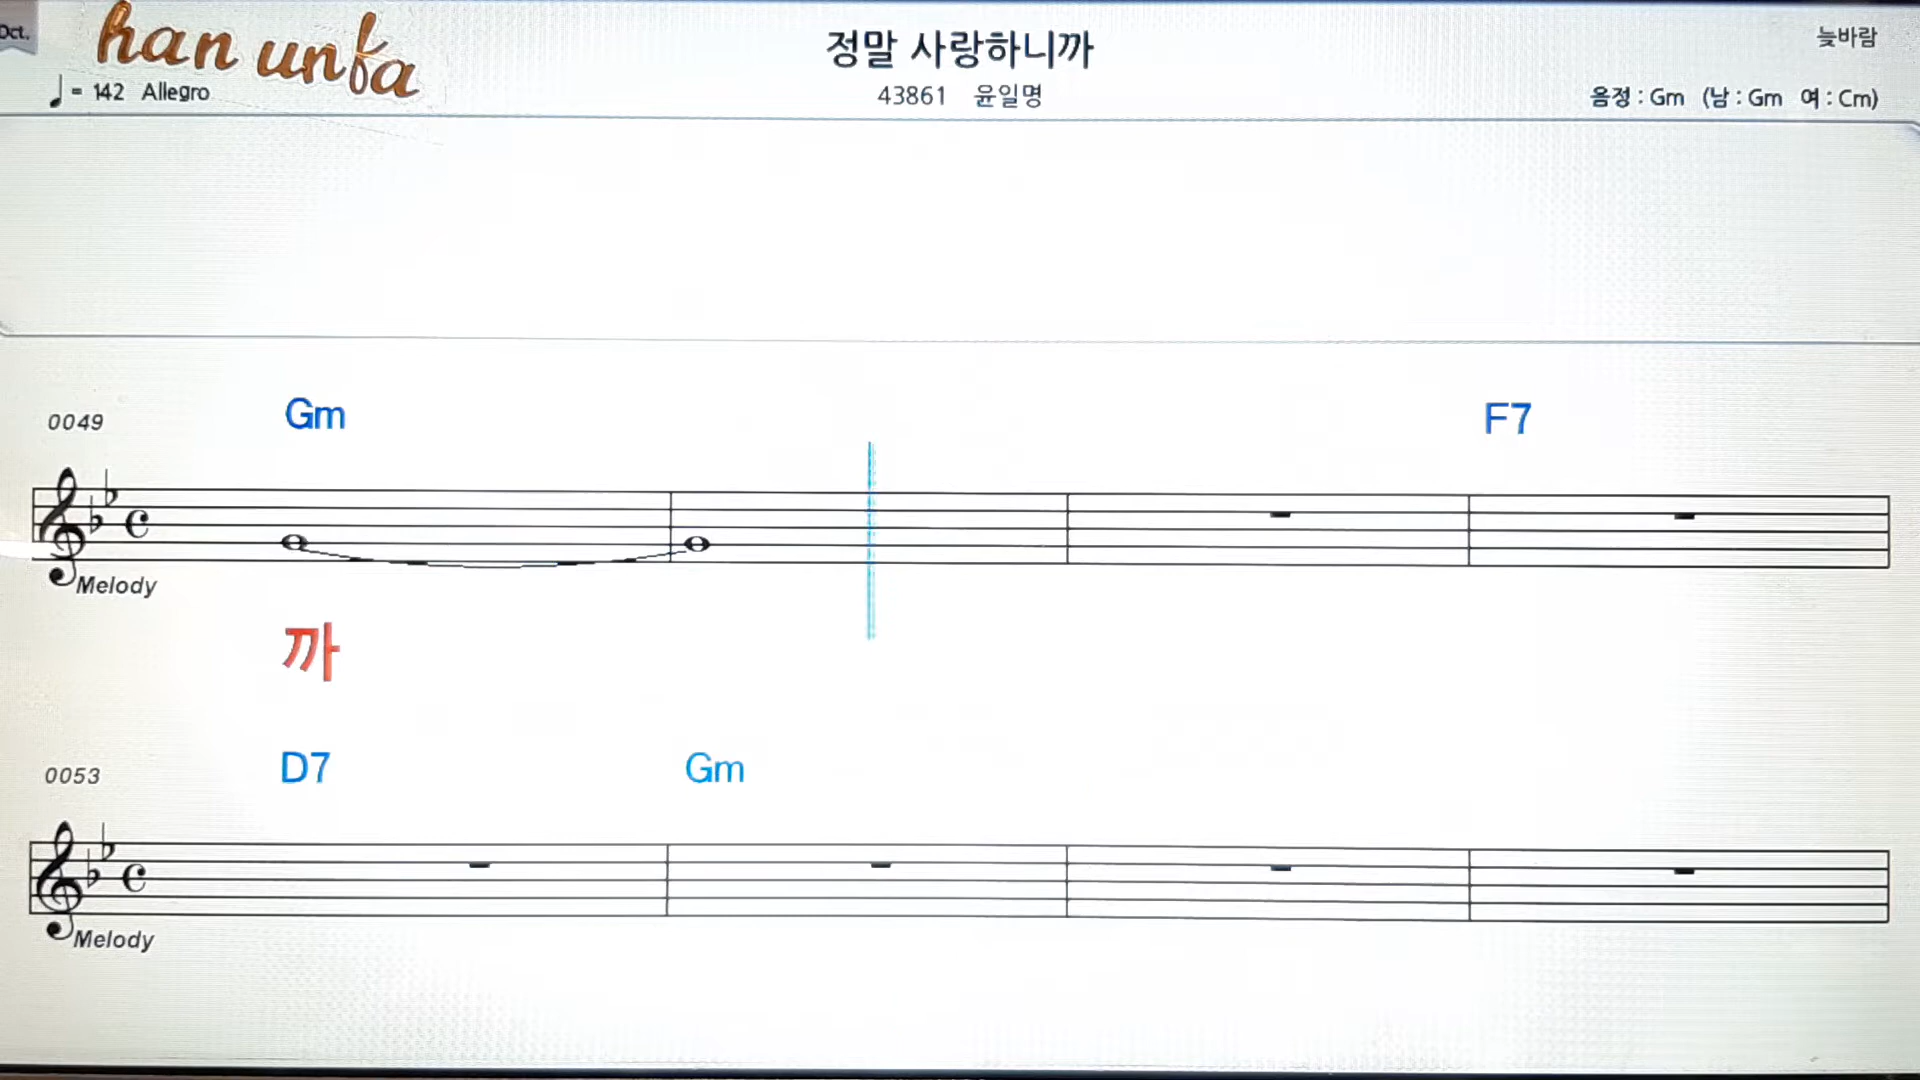 Oct.
han unfa
정말 사랑하니까
늦바람
♩ = 142 Allegro
43861 윤일명
음정 : Gm (남 : Gm 여 : Cm)
0049 Gm F7
Melody
까
0053 D7 Gm
Melody